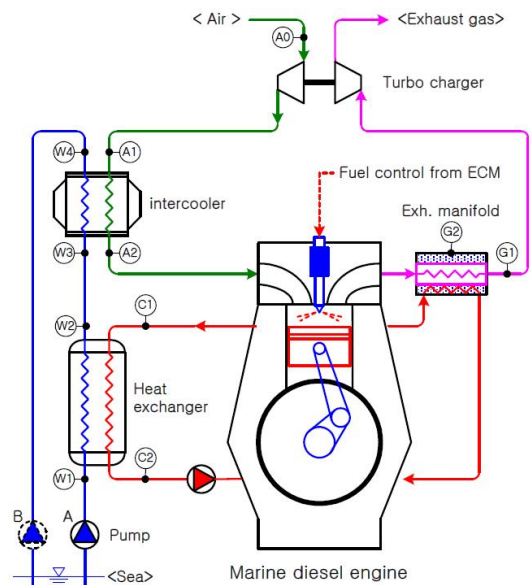 < Air >
<Exhaust gas>
A0
Turbo charger
W4
A1
Fuel control from ECM
intercooler
Exh. manifold
G2
W3
A2
G1
C1
W2
Heat
exchanger
C2
W1
B
A
Pump
<Sea>
Marine diesel engine